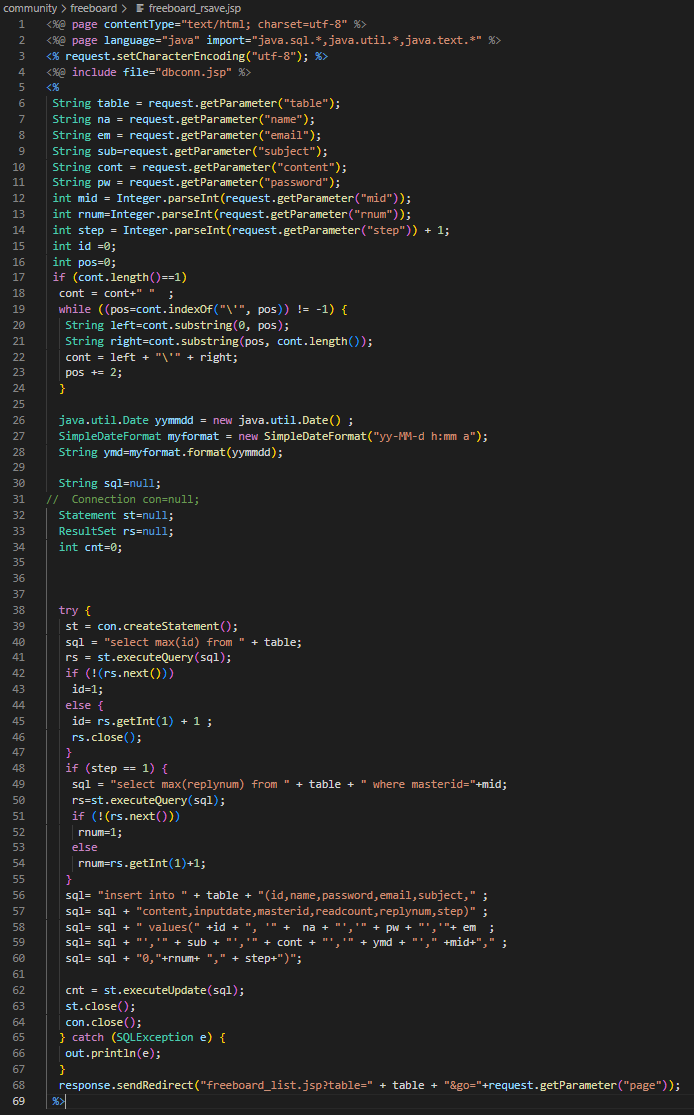 community > freeboard > freeboard_rsave.jsp
1 <%@ page contentType="text/html; charset=utf-8" %>
2 <%@ page language="java" import="java.sql.*,java.util.*,java.text.*" %>
3 <% request.setCharacterEncoding("utf-8"); %>
4 <%@ include file="dbconn.jsp" %>
5 <%
6 String table = request.getParameter("table");
7 String na = request.getParameter("name");
8 String em = request.getParameter("email");
9 String sub=request.getParameter("subject");
10 String cont = request.getParameter("content");
11 String pw = request.getParameter("password");
12 int mid = Integer.parseInt(request.getParameter("mid"));
13 int rnum=Integer.parseInt(request.getParameter("rnum"));
14 int step = Integer.parseInt(request.getParameter("step")) + 1;
15 int id =0;
16 int pos=0;
17 if (cont.length()==1)
18 cont = cont+" "  ;
19 while ((pos=cont.indexOf("\'", pos)) != -1) {
20 String left=cont.substring(0, pos);
21 String right=cont.substring(pos, cont.length());
22 cont = left + "\'" + right;
23 pos += 2;
24 }
25
26 java.util.Date yymmdd = new java.util.Date() ;
27 SimpleDateFormat myformat = new SimpleDateFormat("yy-MM-d h:mm a");
28 String ymd=myformat.format(yymmdd);
29
30 String sql=null;
31 //  Connection con=null;
32 Statement st=null;
33 ResultSet rs=null;
34 int cnt=0;
35
36
37
38 try {
39 st = con.createStatement();
40 sql = "select max(id) from " + table;
41 rs = st.executeQuery(sql);
42 if (!(rs.next()))
43 id=1;
44 else {
45 id= rs.getInt(1) + 1 ;
46 rs.close();
47 }
48 if (step == 1) {
49 sql = "select max(replynum) from " + table + " where masterid="+mid;
50 rs=st.executeQuery(sql);
51 if (!(rs.next()))
52 rnum=1;
53 else
54 rnum=rs.getInt(1)+1;
55 }
56 sql= "insert into " + table + "(id,name,password,email,subject," ;
57 sql= sql + "content,inputdate,masterid,readcount,replynum,step)" ;
58 sql= sql + " values(" +id + ", '" +  na + "','" + pw + "','"+ em  ;
59 sql= sql + "','" + sub + "','" + cont + "','" + ymd + "'," +mid+"," ;
60 sql= sql + "0,"+rnum+ "," + step+")";
61
62 cnt = st.executeUpdate(sql);
63 st.close();
64 con.close();
65 } catch (SQLException e) {
66 out.println(e);
67 }
68 response.sendRedirect("freeboard_list.jsp?table=" + table + "&go="+request.getParameter("page"));
69 %>